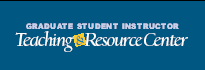 GRADUATE STUDENT INSTRUCTOR
Teaching & Resource Center